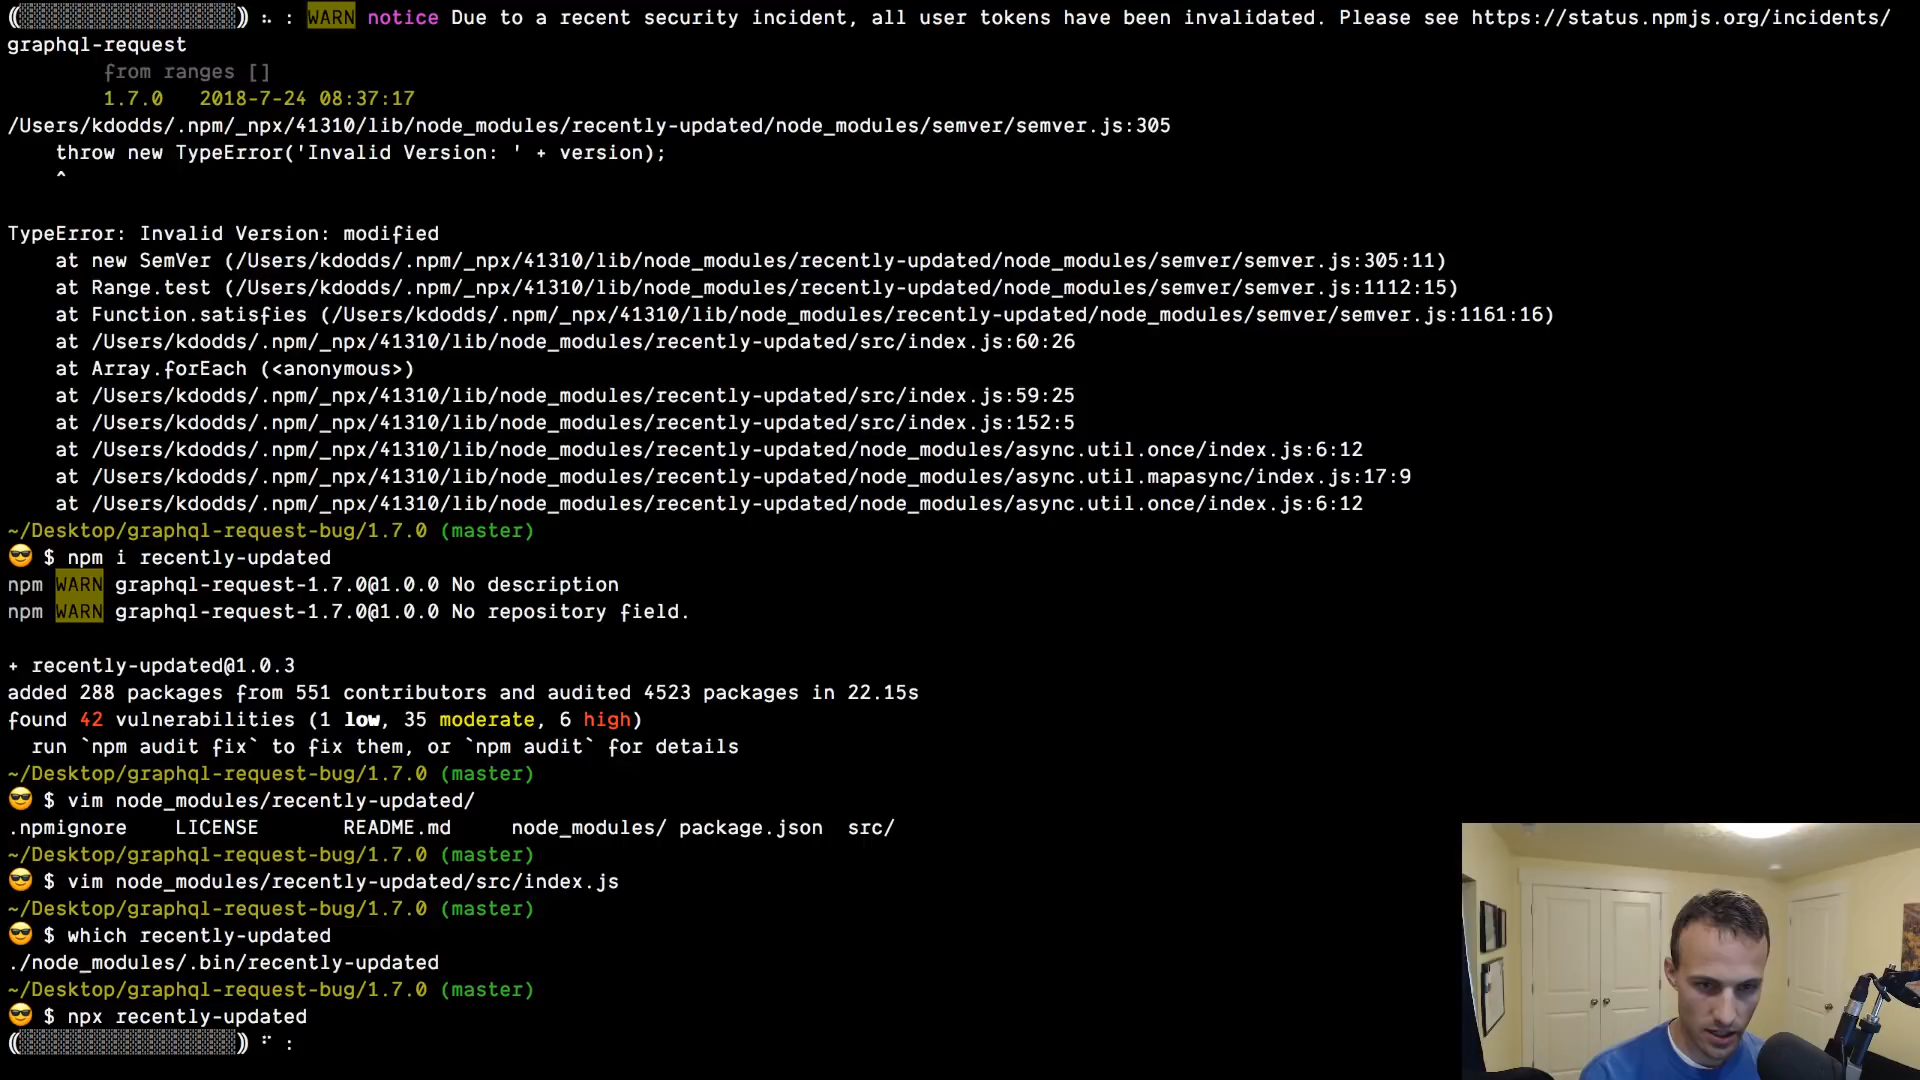 ⸨░░░░░░░░░░░░░░░░░░⸩ ⠦ : WARN notice Due to a recent security incident, all user tokens have been invalidated. Please see https://status.npmjs.org/incidents/
graphql-request
        from ranges []
        1.7.0   2018-7-24 08:37:17
/Users/kdodds/.npm/_npx/41310/lib/node_modules/recently-updated/node_modules/semver/semver.js:305
    throw new TypeError('Invalid Version: ' + version);
    ^
TypeError: Invalid Version: modified
    at new SemVer (/Users/kdodds/.npm/_npx/41310/lib/node_modules/recently-updated/node_modules/semver/semver.js:305:11)
    at Range.test (/Users/kdodds/.npm/_npx/41310/lib/node_modules/recently-updated/node_modules/semver/semver.js:1112:15)
    at Function.satisfies (/Users/kdodds/.npm/_npx/41310/lib/node_modules/recently-updated/node_modules/semver/semver.js:1161:16)
    at /Users/kdodds/.npm/_npx/41310/lib/node_modules/recently-updated/src/index.js:60:26
    at Array.forEach (<anonymous>)
    at /Users/kdodds/.npm/_npx/41310/lib/node_modules/recently-updated/src/index.js:59:25
    at /Users/kdodds/.npm/_npx/41310/lib/node_modules/recently-updated/src/index.js:152:5
    at /Users/kdodds/.npm/_npx/41310/lib/node_modules/recently-updated/node_modules/async.util.once/index.js:6:12
    at /Users/kdodds/.npm/_npx/41310/lib/node_modules/recently-updated/node_modules/async.util.mapasync/index.js:17:9
    at /Users/kdodds/.npm/_npx/41310/lib/node_modules/recently-updated/node_modules/async.util.once/index.js:6:12
~/Desktop/graphql-request-bug/1.7.0 (master)
😎 $ npm i recently-updated
npm WARN graphql-request-1.7.0@1.0.0 No description
npm WARN graphql-request-1.7.0@1.0.0 No repository field.
+ recently-updated@1.0.3
added 288 packages from 551 contributors and audited 4523 packages in 22.15s
found 42 vulnerabilities (1 low, 35 moderate, 6 high)
  run `npm audit fix` to fix them, or `npm audit` for details
~/Desktop/graphql-request-bug/1.7.0 (master)
😎 $ vim node_modules/recently-updated/
.npmignore    LICENSE       README.md     node_modules/ package.json  src/
~/Desktop/graphql-request-bug/1.7.0 (master)
😎 $ vim node_modules/recently-updated/src/index.js
~/Desktop/graphql-request-bug/1.7.0 (master)
😎 $ which recently-updated
./node_modules/.bin/recently-updated
~/Desktop/graphql-request-bug/1.7.0 (master)
😎 $ npx recently-updated
⸨░░░░░░░░░░░░░░░░░░⸩ ⠋ :